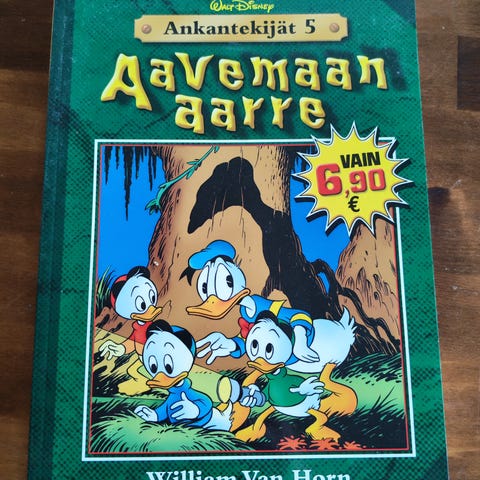 Walt Disney
Ankantekijät 5
Aavemaan
aarre
VAIN
6,90
€
William Van Horn